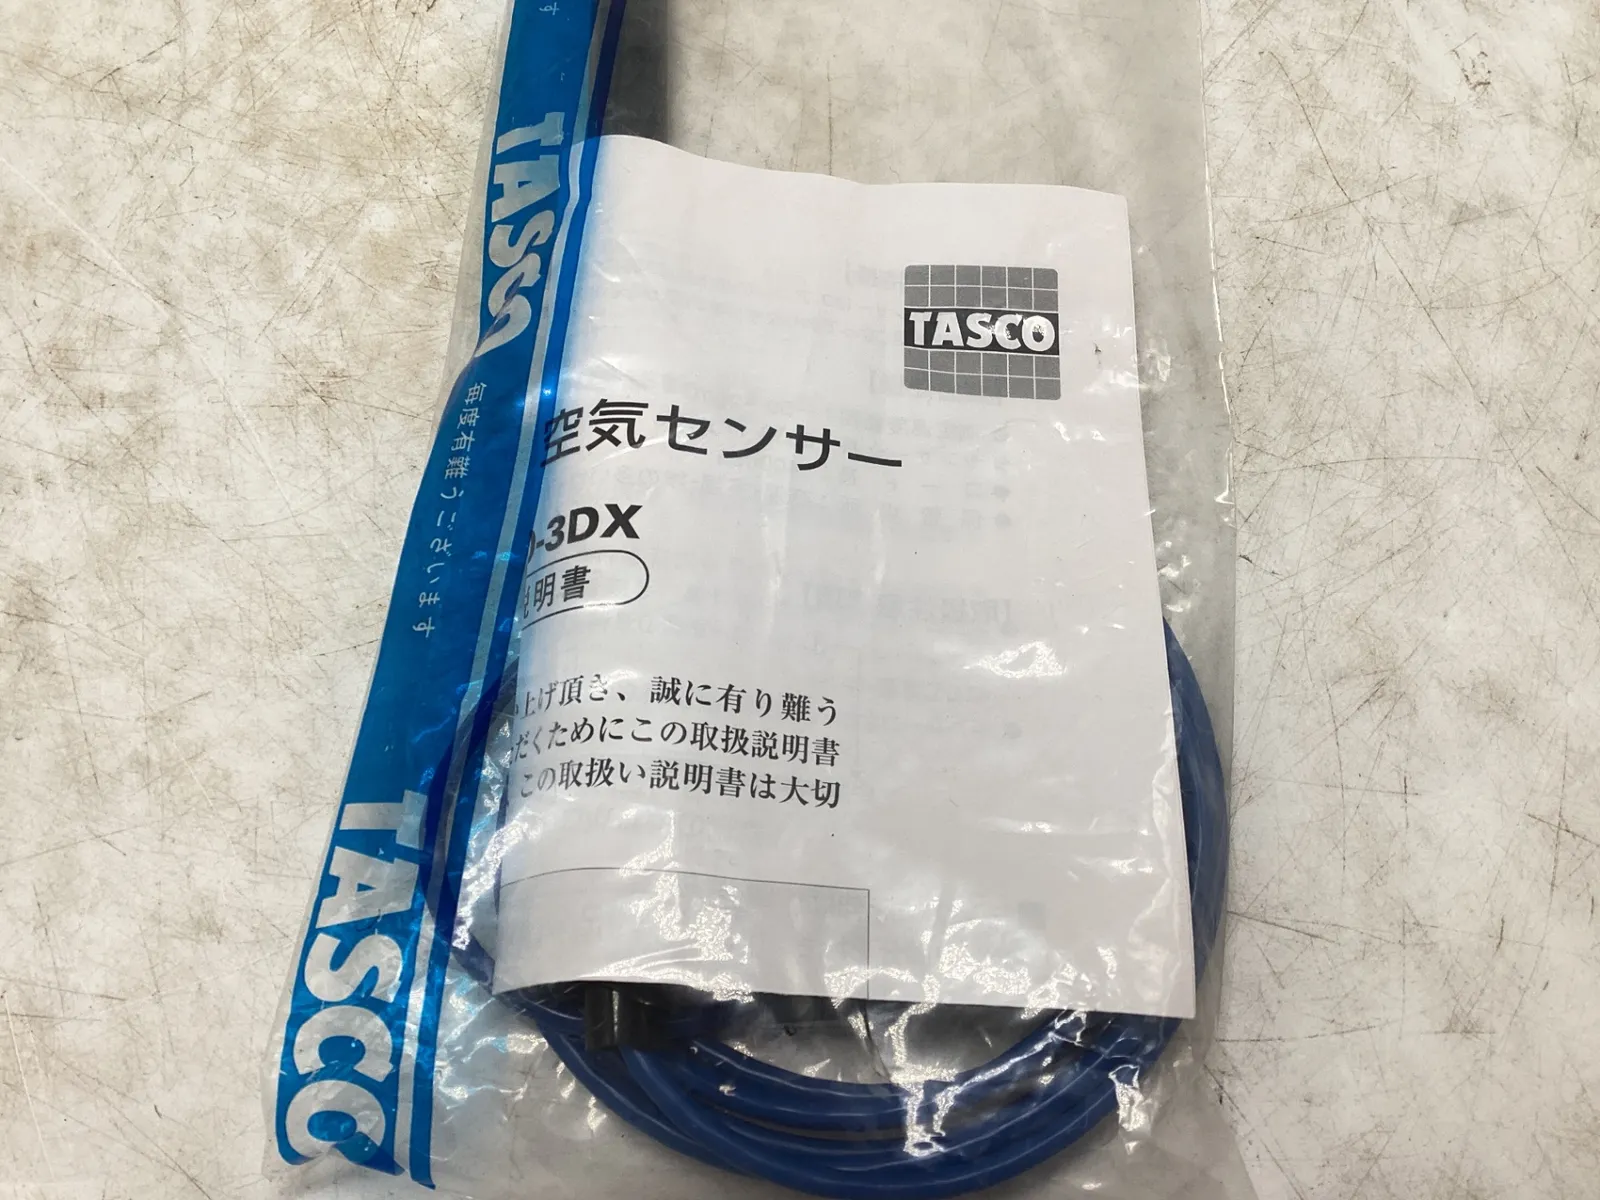 す
TASCO
毎度有難うございます
TASCO
TASCO
空気センサー
-3DX
説明書
上げ頂き、誠に有り難う
だくためにこの取扱説明書
この取扱い説明書は大切